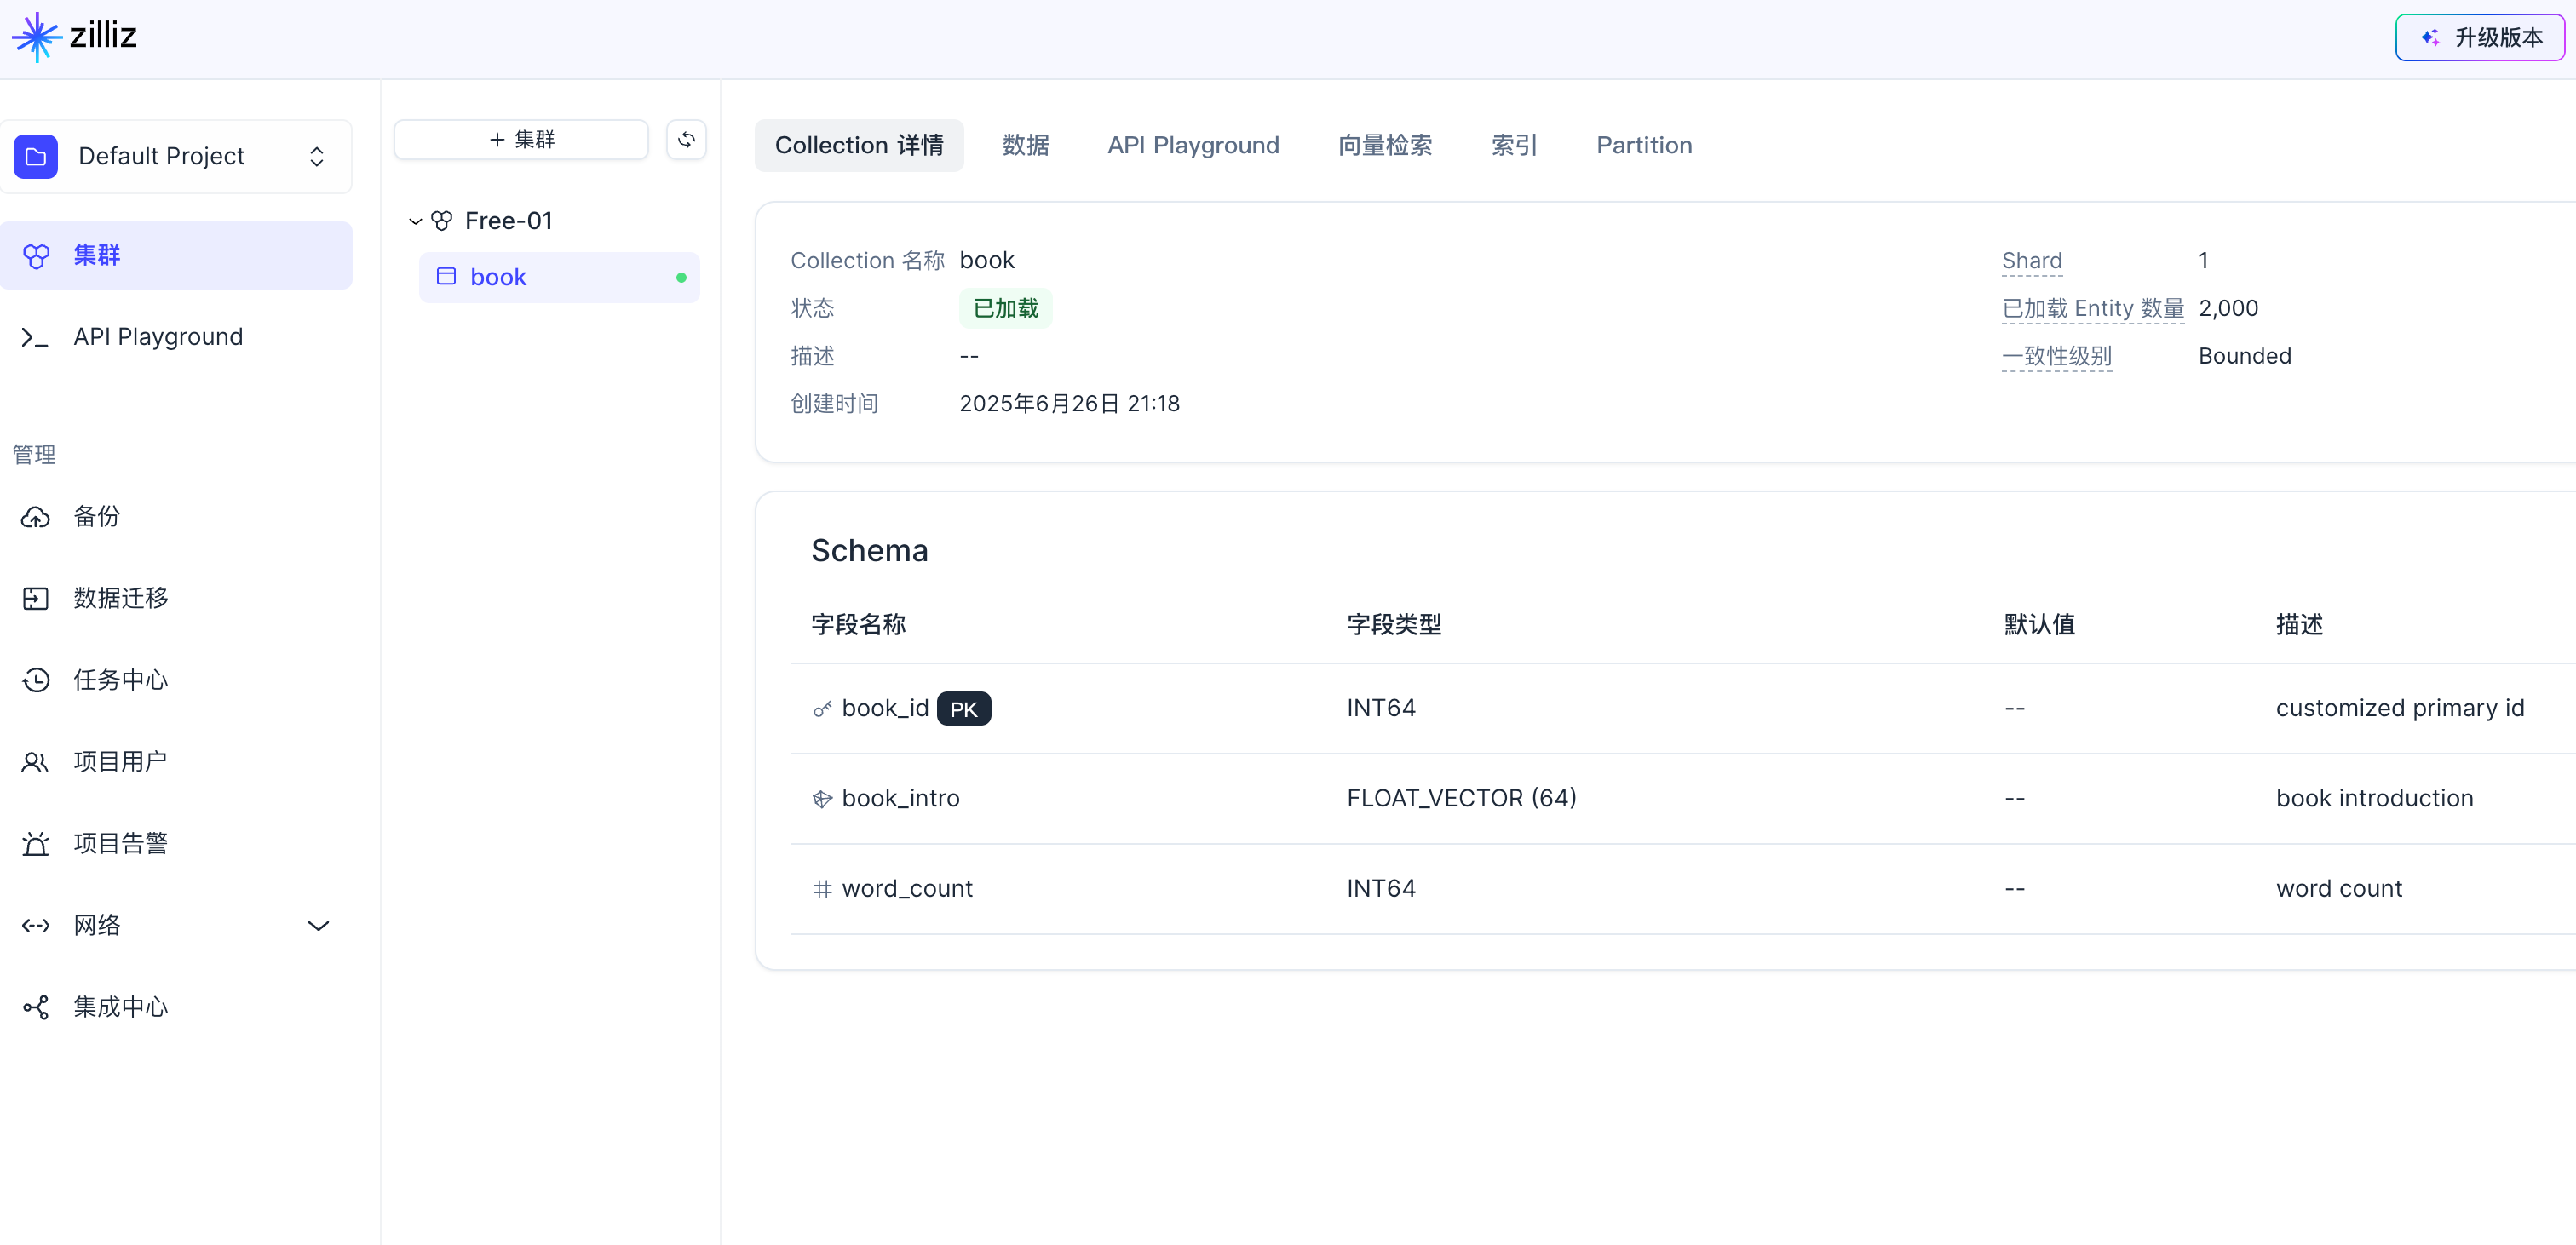 zilliz
升级版本
Default Project
集群
API Playground
管理
备份
数据迁移
任务中心
项目用户
项目告警
网络
集成中心
+ 集群
Free-01
book
Collection 详情
数据
API Playground
向量检索
索引
Partition
Collection 名称 book
状态 已加载
描述 --
创建时间 2025年6月26日 21:18
Shard 1
已加载 Entity 数量 2,000
一致性级别 Bounded
Schema
字段名称 字段类型 默认值 描述
book_id PK INT64 -- customized primary id
book_intro FLOAT_VECTOR (64) -- book introduction
word_count INT64 -- word count